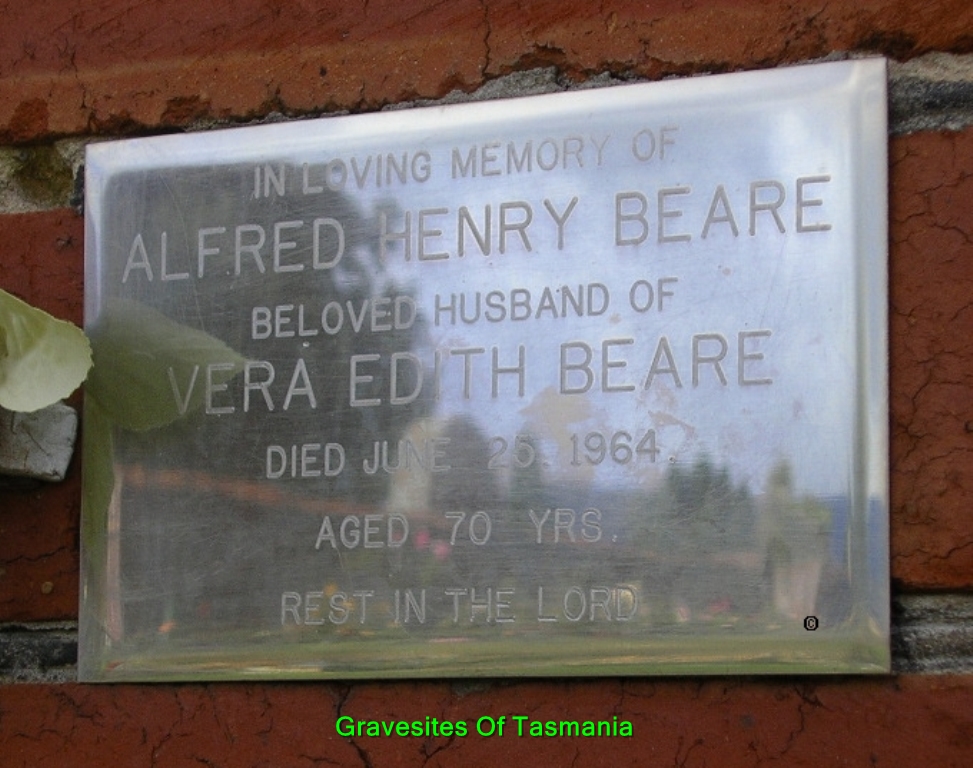 IN LOVING MEMORY OF
ALFRED HENRY BEARE
BELOVED HUSBAND OF
VERA EDITH BEARE
DIED JUNE 25 1964.
AGED 70 YRS.
REST IN THE LORD
©
Gravesites Of Tasmania